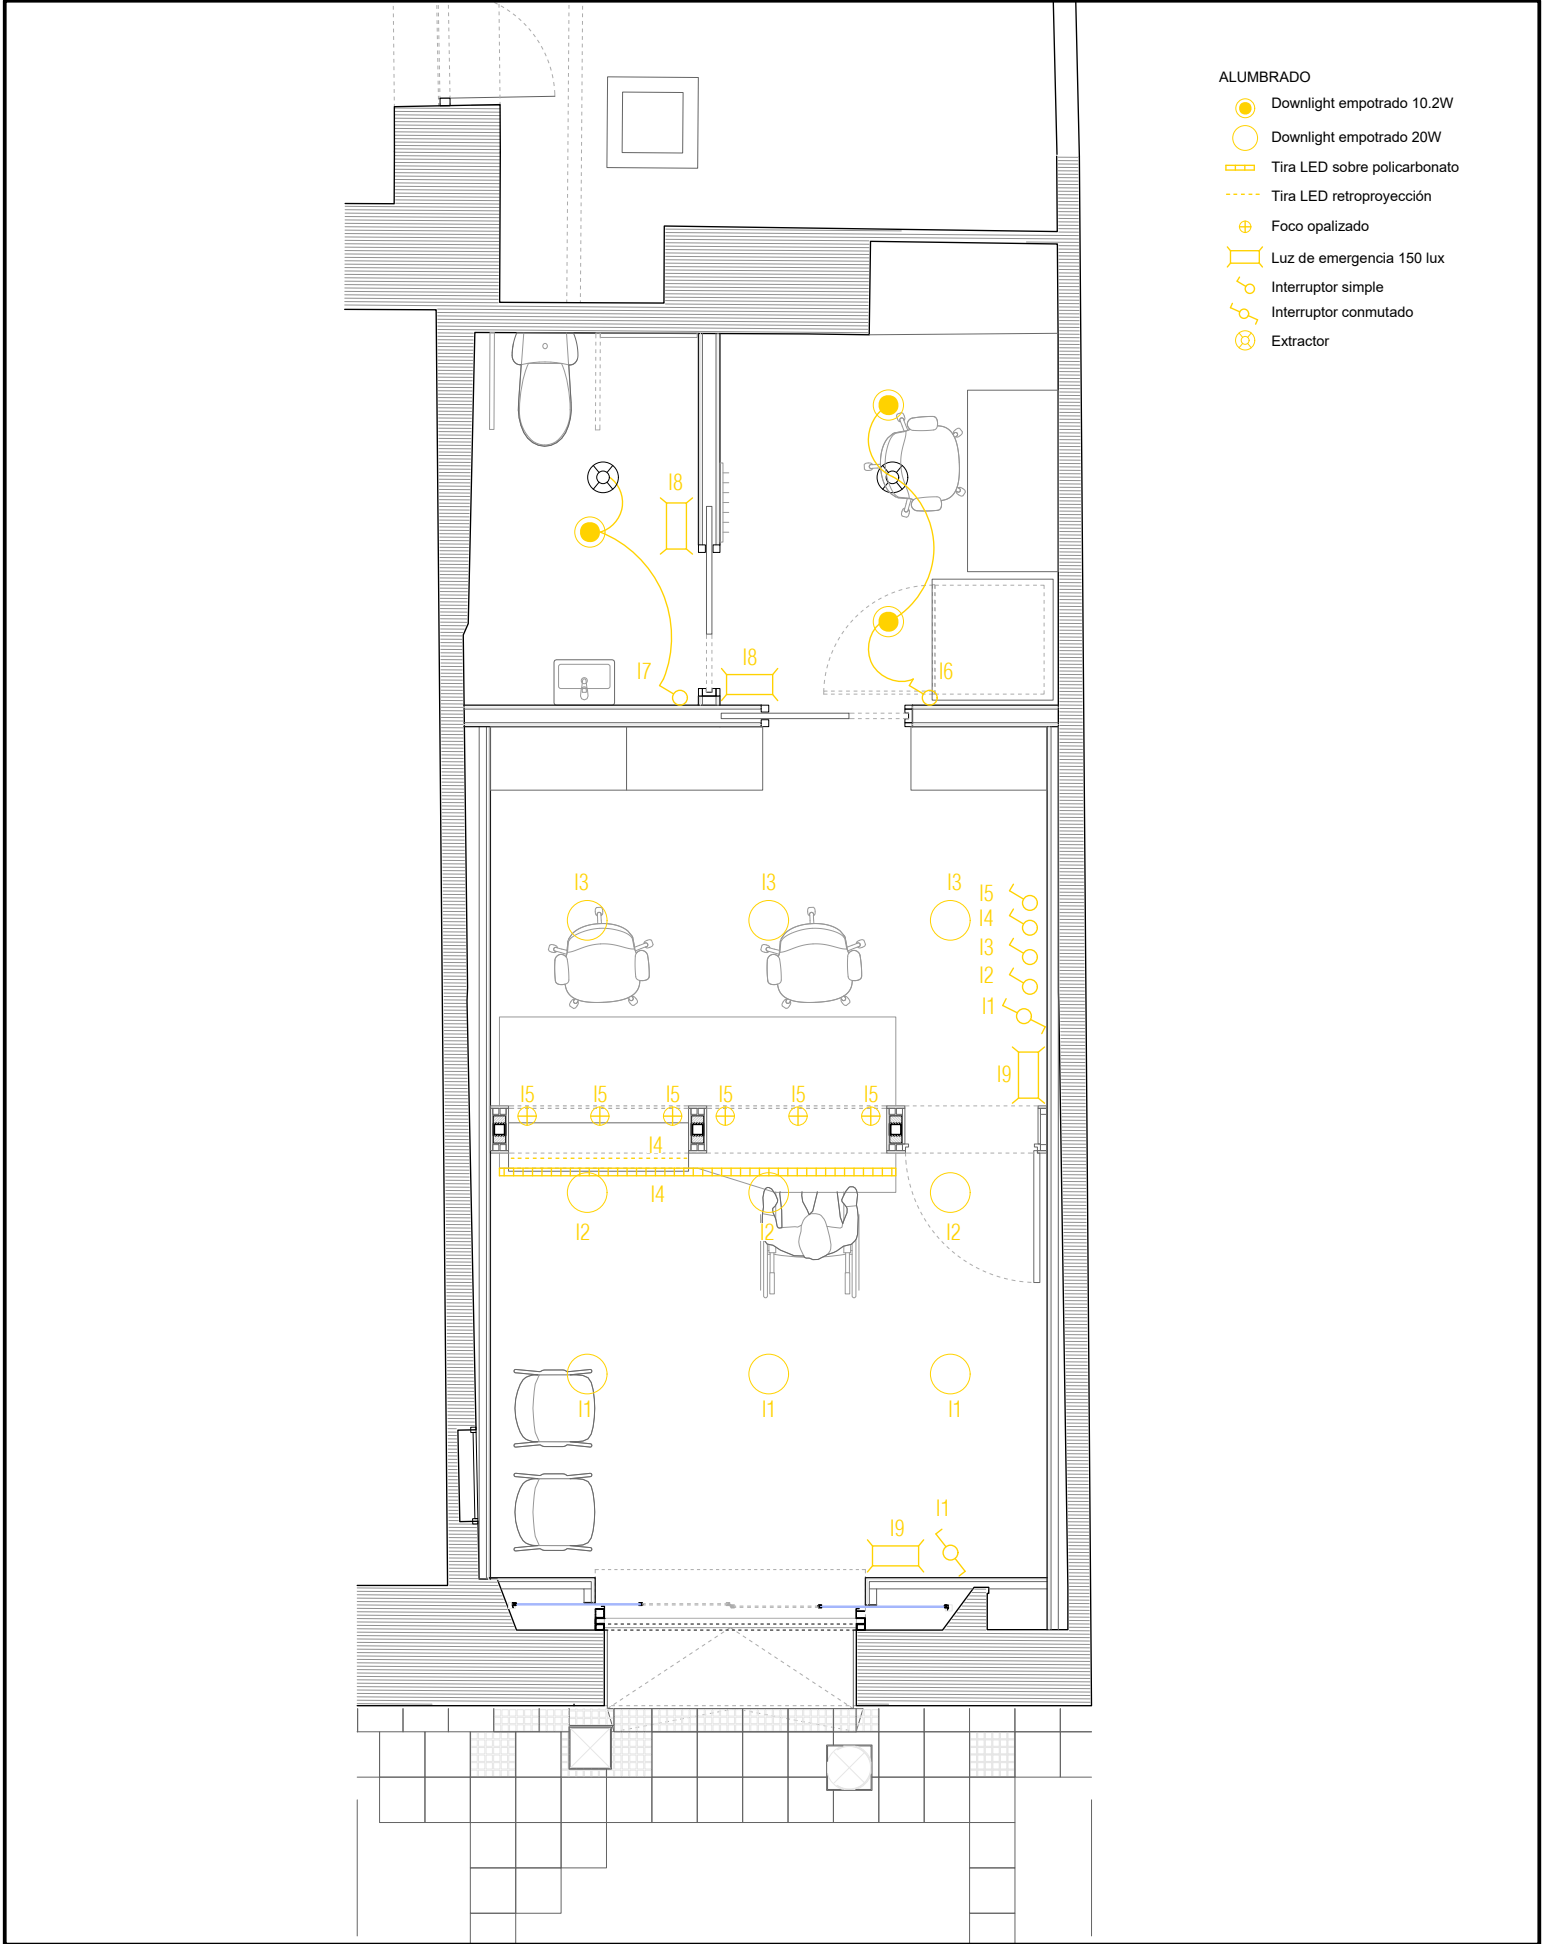 ALUMBRADO
Downlight empotrado 10.2W
Downlight empotrado 20W
Tira LED sobre policarbonato
Tira LED retroproyección
Foco opalizado
Luz de emergencia 150 lux
Interruptor simple
Interruptor conmutado
Extractor
I8
I7 I8 I6
I3 I3 I3 I5
I4
I3
I2
I1
I9
I5 I5 I5 I5 I5 I5
I4
I4
I2 I2 I2
I1 I1 I1
I1
I9